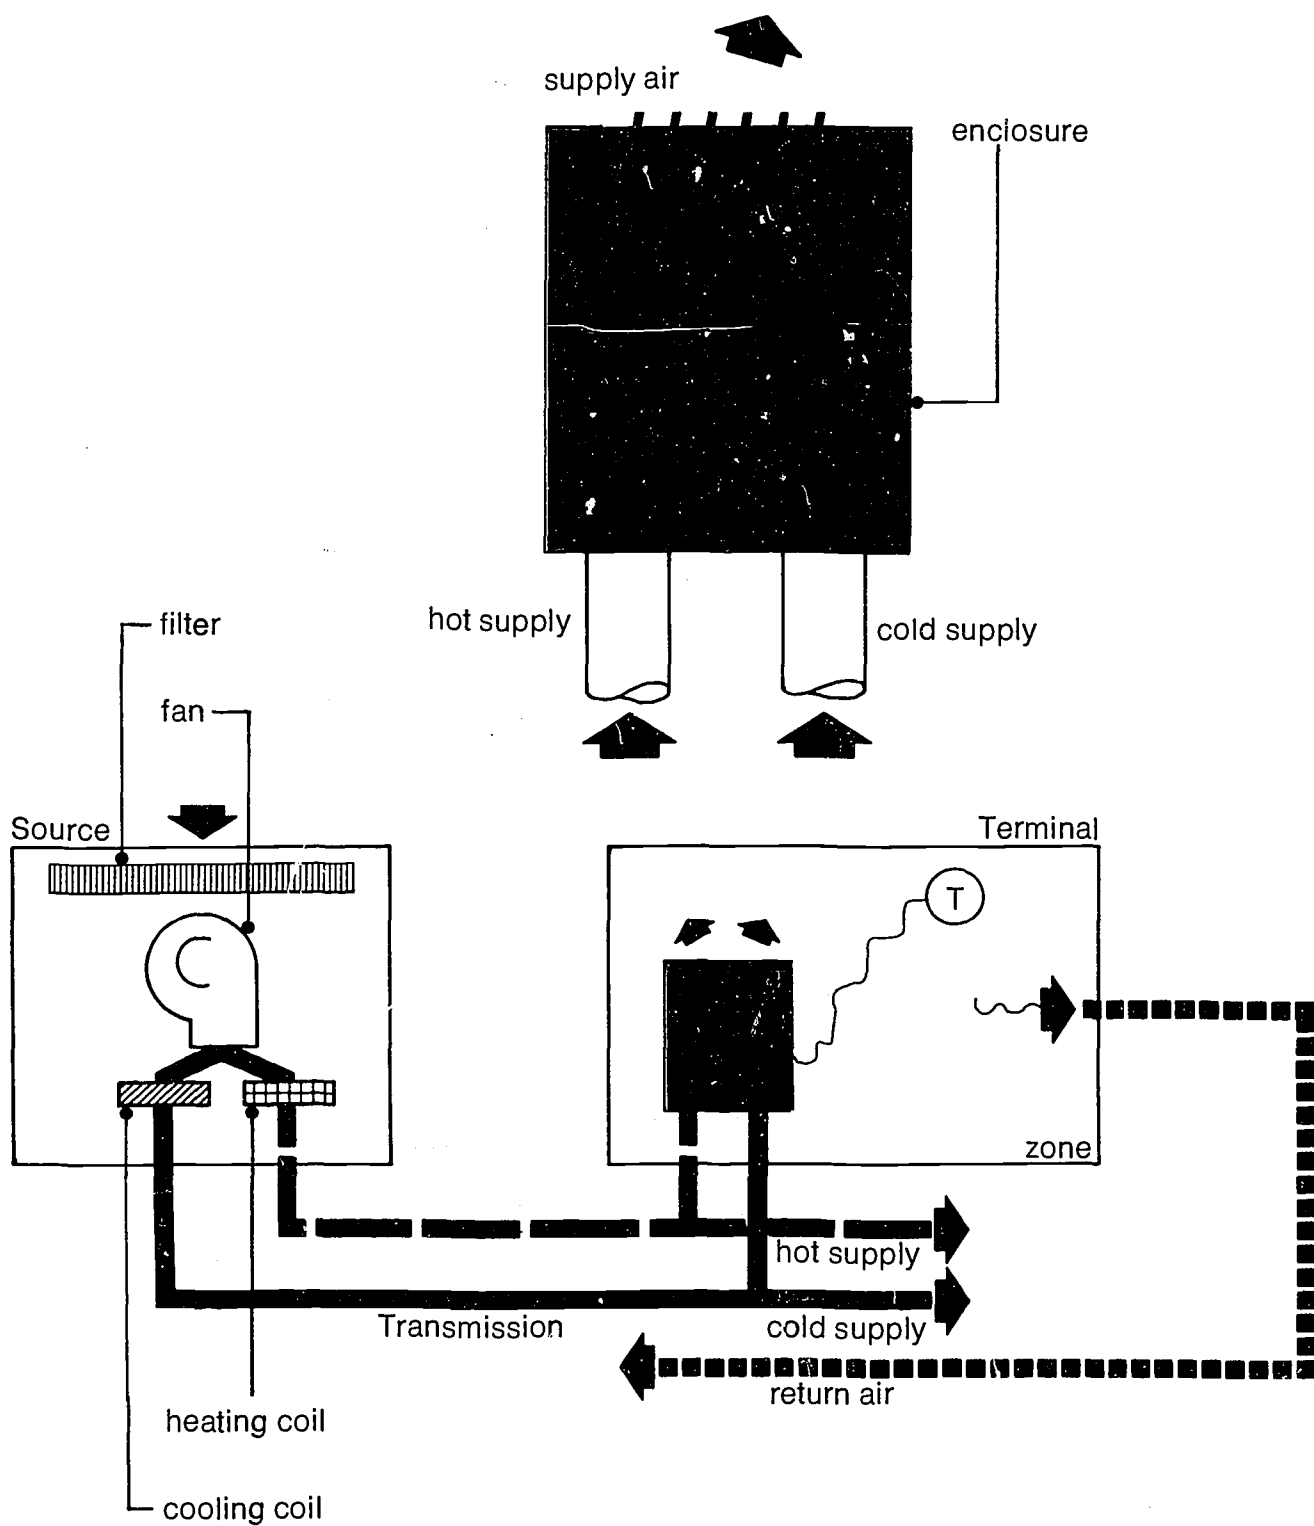 supply air
enclosure
hot supply
cold supply
filter
fan
Source
Terminal
T
zone
hot supply
Transmission
cold supply
return air
heating coil
cooling coil